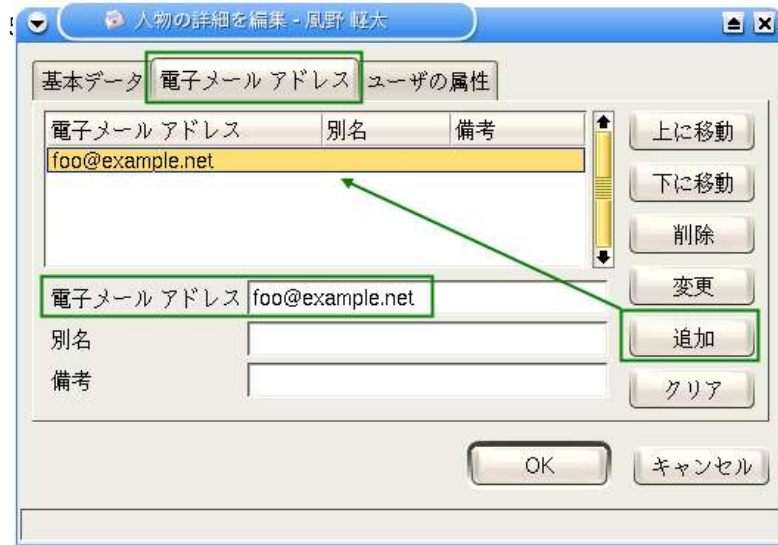 人物の詳細を編集 - 風野 軽太
基本データ 電子メール アドレス ユーザの属性
電子メール アドレス 別名 備考
foo@example.net
上に移動
下に移動
削除
変更
追加
クリア
電子メール アドレス foo@example.net
別名
備考
OK キャンセル